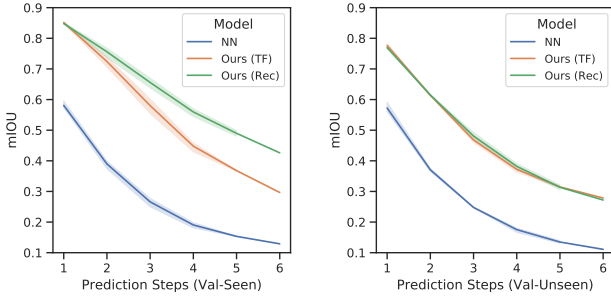 0.9
0.8
0.7
0.6
0.5
0.4
0.3
0.2
0.1
mIOU
Model
NN
Ours (TF)
Ours (Rec)
1 2 3 4 5 6
Prediction Steps (Val-Seen)
0.9
0.8
0.7
0.6
0.5
0.4
0.3
0.2
0.1
mIOU
Model
NN
Ours (TF)
Ours (Rec)
1 2 3 4 5 6
Prediction Steps (Val-Unseen)